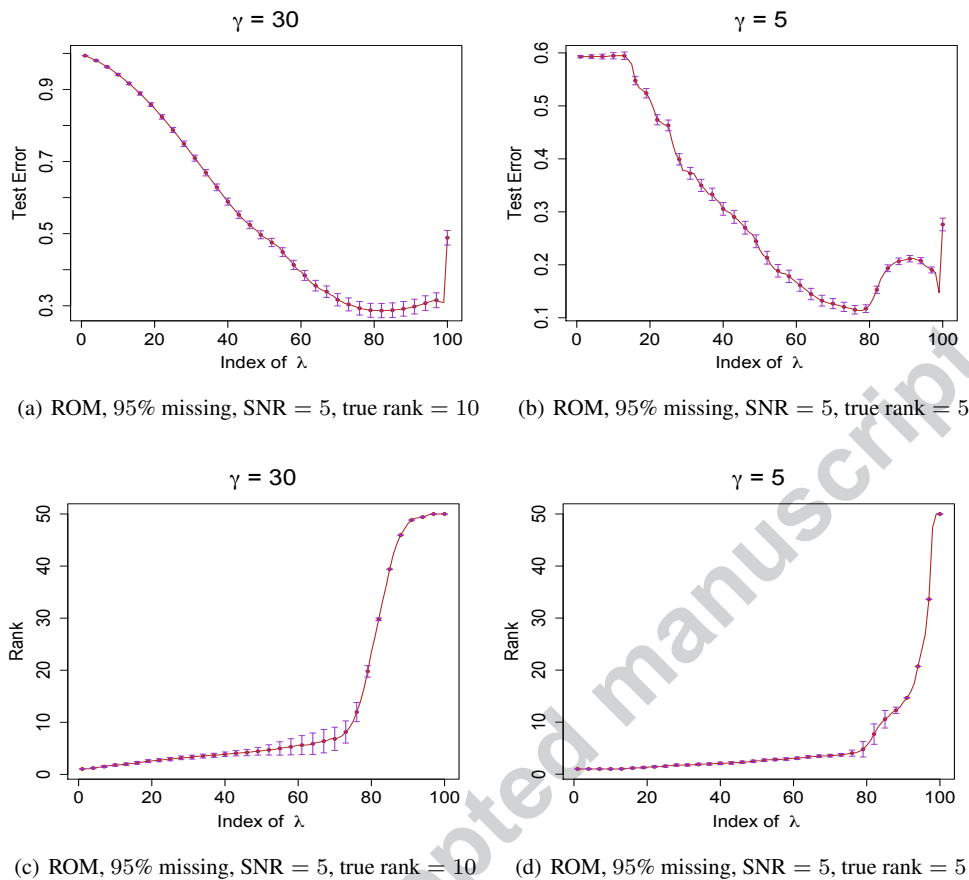 γ = 30
γ = 5
Test Error
0.3 0.5 0.7 0.9
0 20 40 60 80 100
Index of λ
Test Error
0.1 0.2 0.3 0.4 0.5 0.6
0 20 40 60 80 100
Index of λ
(a) ROM, 95% missing, SNR = 5, true rank = 10
(b) ROM, 95% missing, SNR = 5, true rank = 5
γ = 30
γ = 5
Rank
0 10 20 30 40 50
0 20 40 60 80 100
Index of λ
Rank
0 10 20 30 40 50
0 20 40 60 80 100
Index of λ
(c) ROM, 95% missing, SNR = 5, true rank = 10
(d) ROM, 95% missing, SNR = 5, true rank = 5
pted manuscript